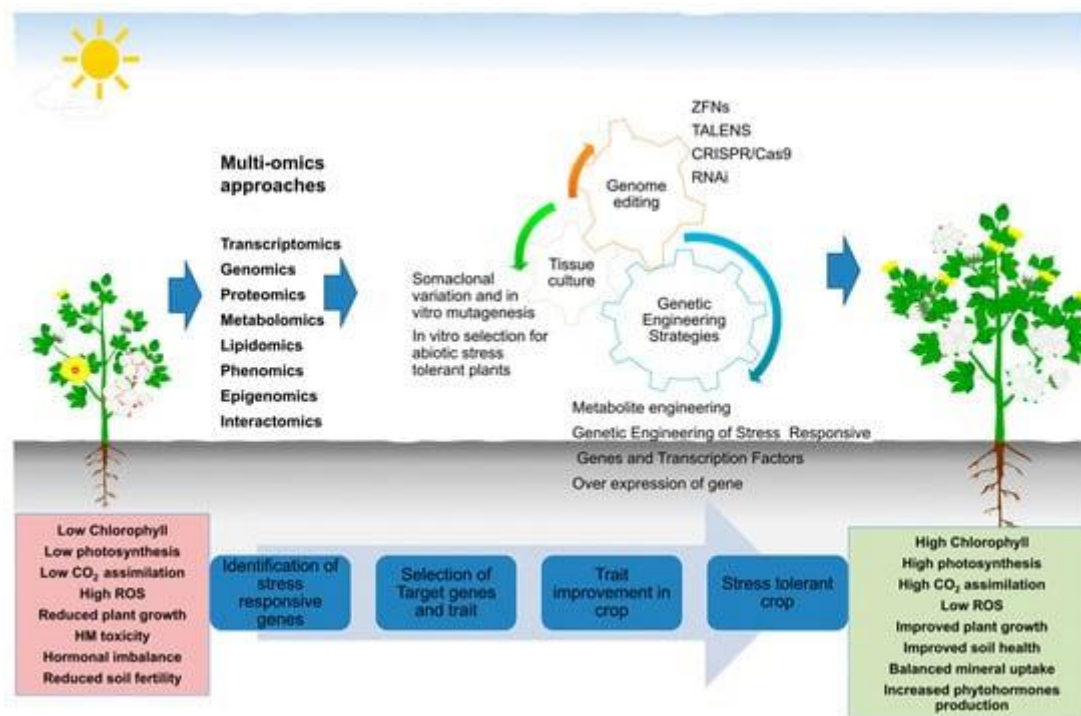 Multi-omics
approaches
Transcriptomics
Genomics
Proteomics
Metabolomics
Lipidomics
Phenomics
Epigenomics
Interactomics
ZFNs
TALENS
CRISPR/Cas9
RNAi
Genome
editing
Tissue
culture
Genetic
Engineering
Strategies
Somaclonal
variation and in
vitro mutagenesis
In vitro selection for
abiotic stress
tolerant plants
Metabolite engineering
Genetic Engineering of Stress Responsive
Genes and Transcription Factors
Over expression of gene
Low Chlorophyll
Low photosynthesis
Low CO₂ assimilation
High ROS
Reduced plant growth
HM toxicity
Hormonal imbalance
Reduced soil fertility
Identification of
stress
responsive
genes
Selection of
Target genes
and trait
Trait
improvement in
crop
Stress tolerant
crop
High Chlorophyll
High photosynthesis
High CO₂ assimilation
Low ROS
Improved plant growth
Improved soil health
Balanced mineral uptake
Increased phytohormones
production